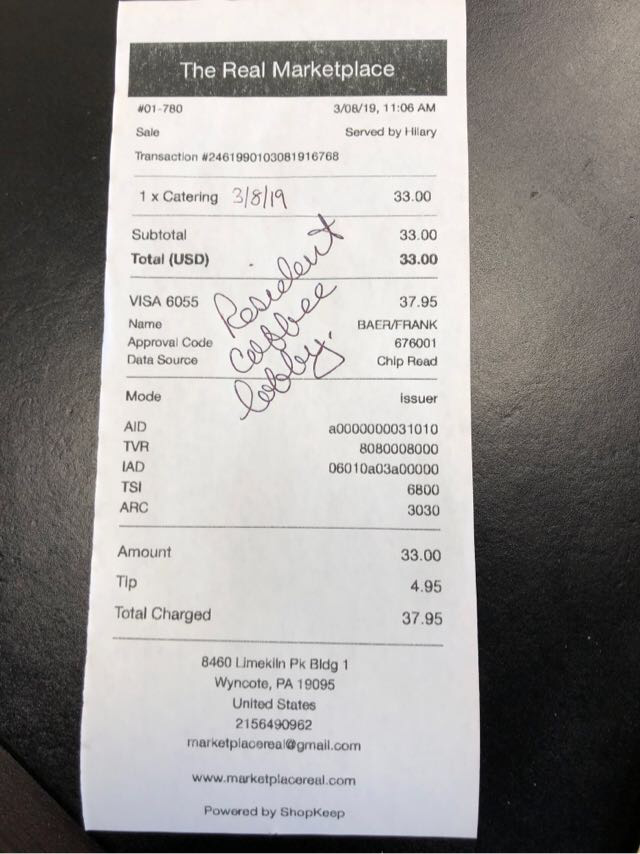 The Real Marketplace
#01-780 3/08/19, 11:06 AM
Sale Served by Hilary
Transaction #2461990103081916768
1 x Catering 3/8/19 33.00
Subtotal 33.00
Total (USD) 33.00
Resident
coffee
lobby.
VISA 6055 37.95
Name BAER/FRANK
Approval Code 676001
Data Source Chip Read
Mode Issuer
AID a0000000031010
TVR 8080008000
IAD 06010a03a00000
TSI 6800
ARC 3030
Amount 33.00
Tip 4.95
Total Charged 37.95
8460 Limekiln Pk Bldg 1
Wyncote, PA 19095
United States
2156490962
marketplacereal@gmail.com
www.marketplacereal.com
Powered by ShopKeep